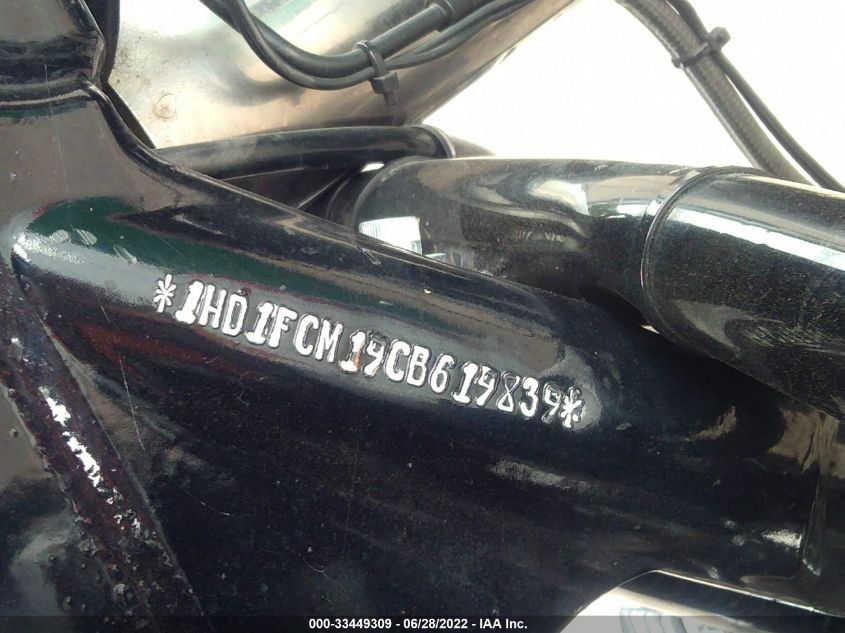 *1HD1FCM19CB619839*
000-33449309 / 06/28/2022 - IAA Inc.